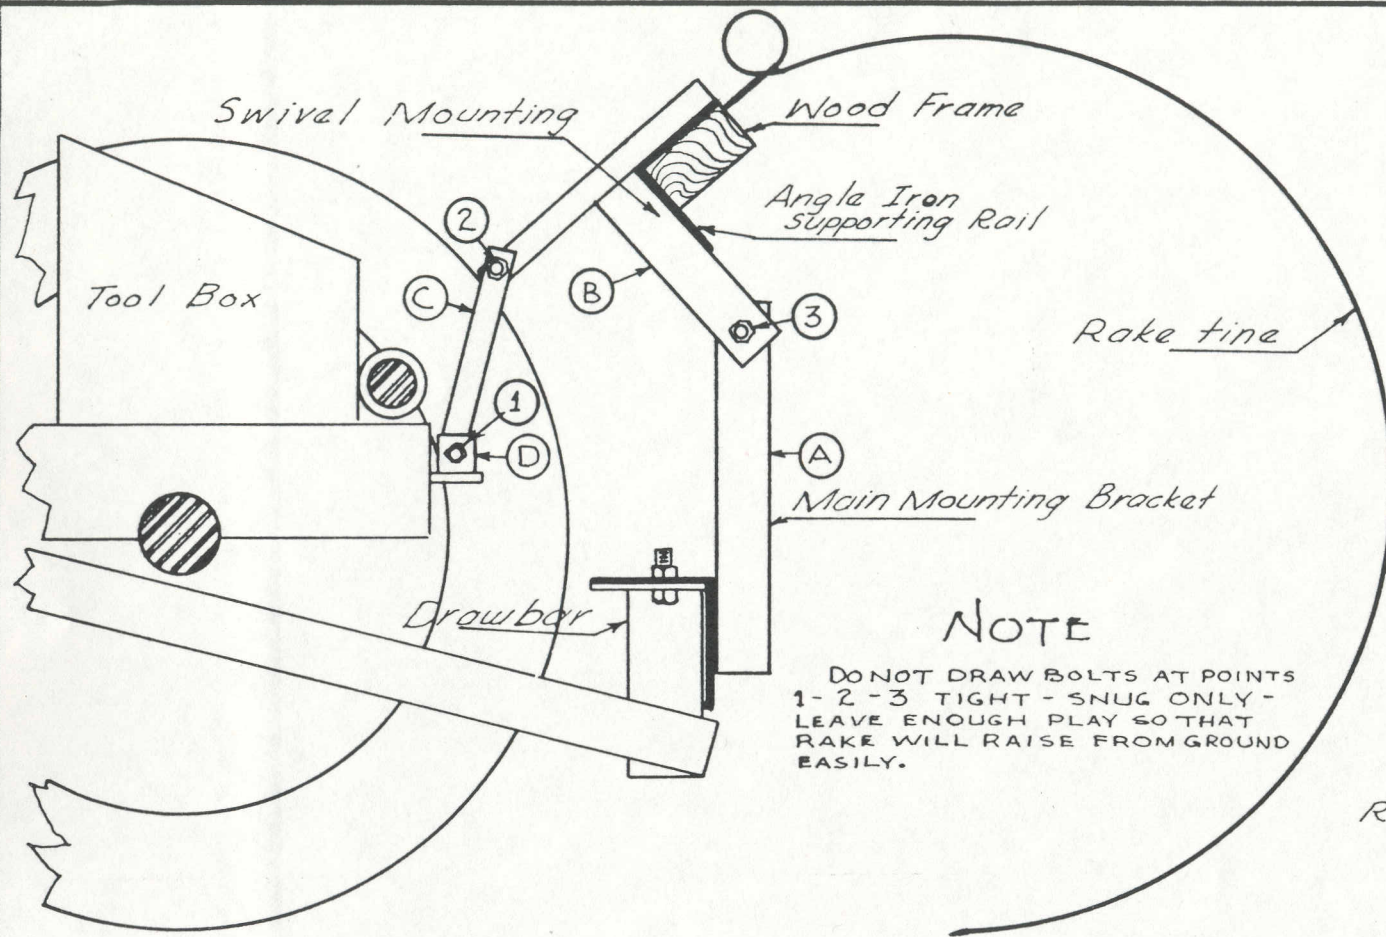 Swivel Mounting
Wood Frame
Angle Iron
supporting Rail
2
C
B
3
Tool Box
Rake tine
1
D
A
Main Mounting Bracket
Drawbar
NOTE
DO NOT DRAW BOLTS AT POINTS
1-2-3 TIGHT - SNUG ONLY -
LEAVE ENOUGH PLAY SO THAT
RAKE WILL RAISE FROM GROUND
EASILY.
R